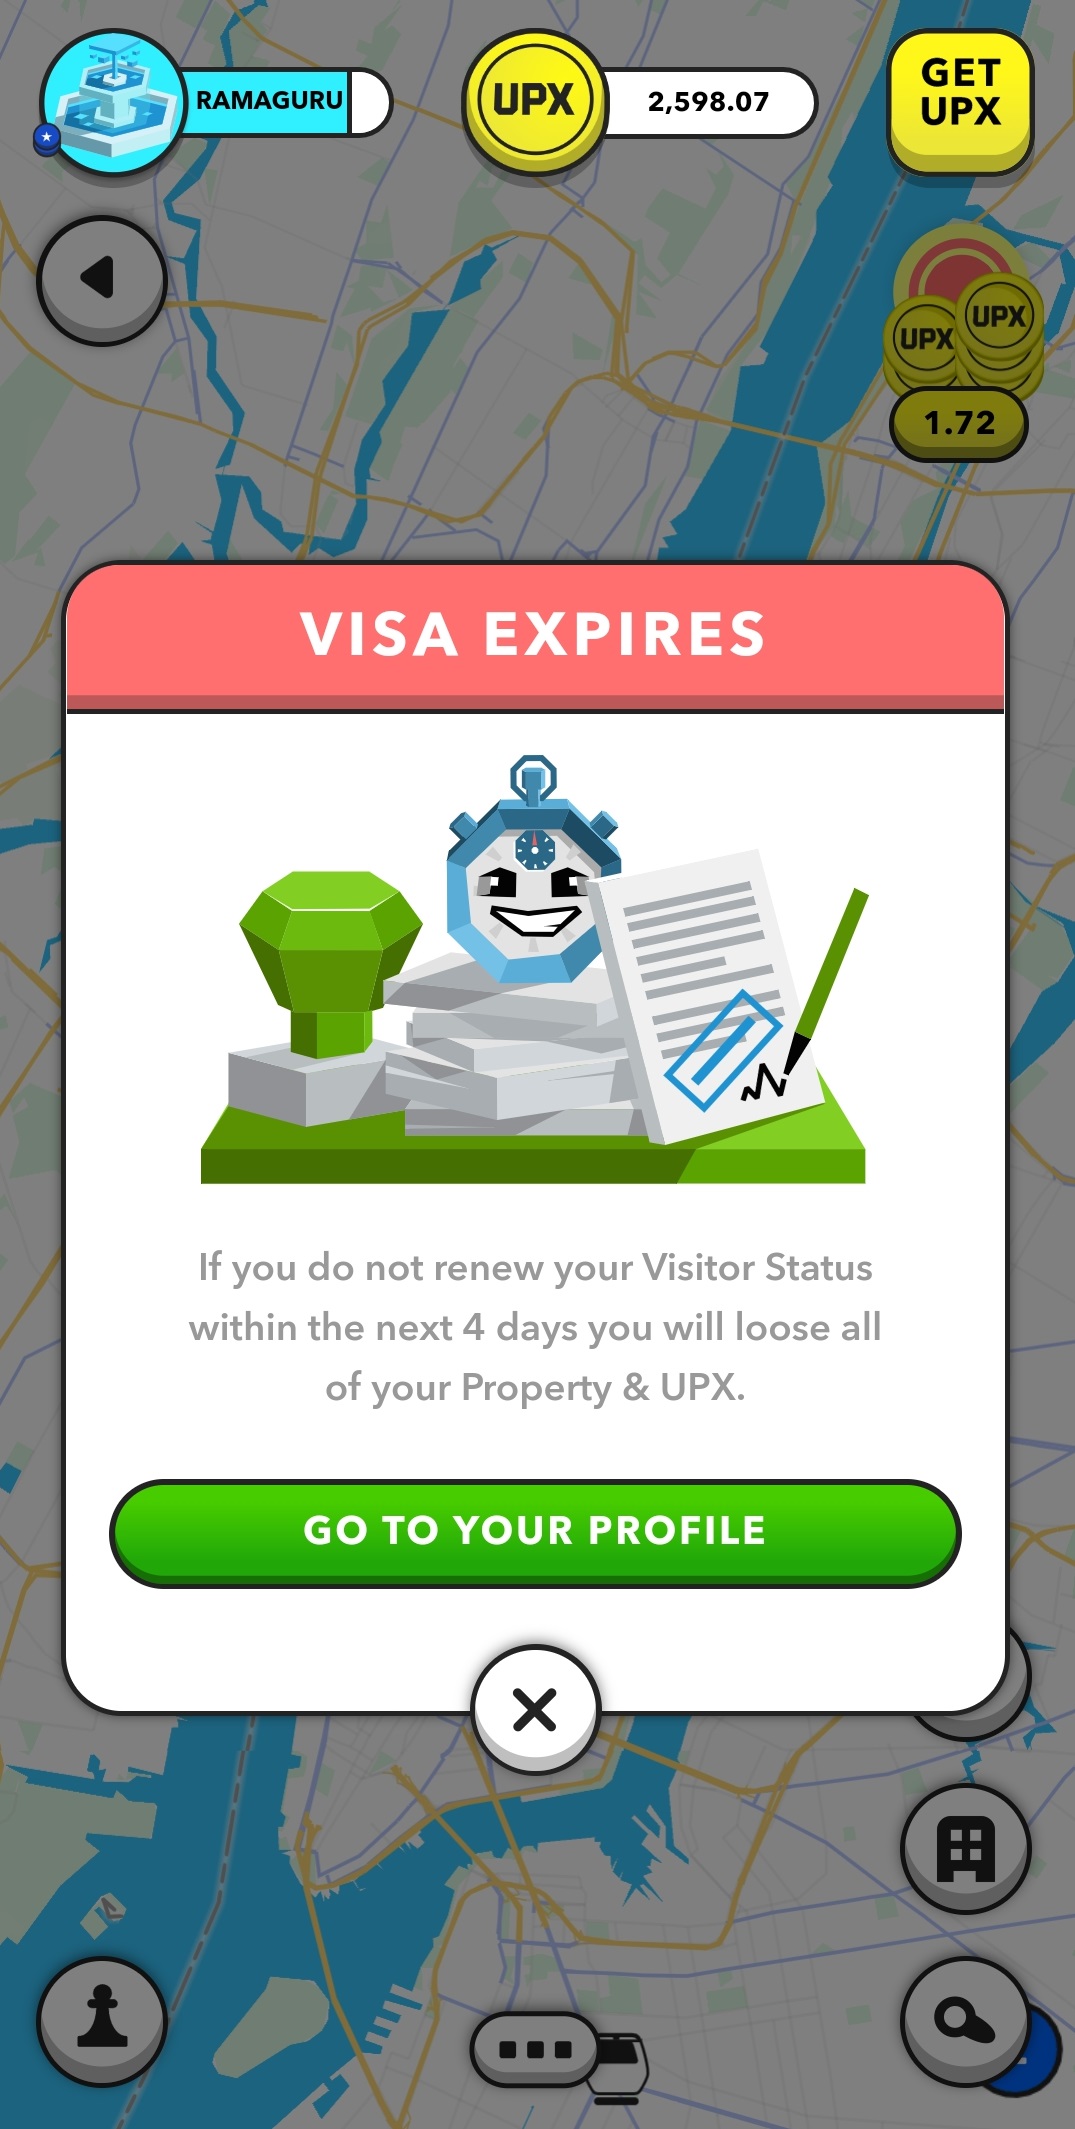 RAMAGURU
UPX
2,598.07
GET
UPX
UPX
UPX
1.72
VISA EXPIRES
If you do not renew your Visitor Status
within the next 4 days you will loose all
of your Property & UPX.
GO TO YOUR PROFILE